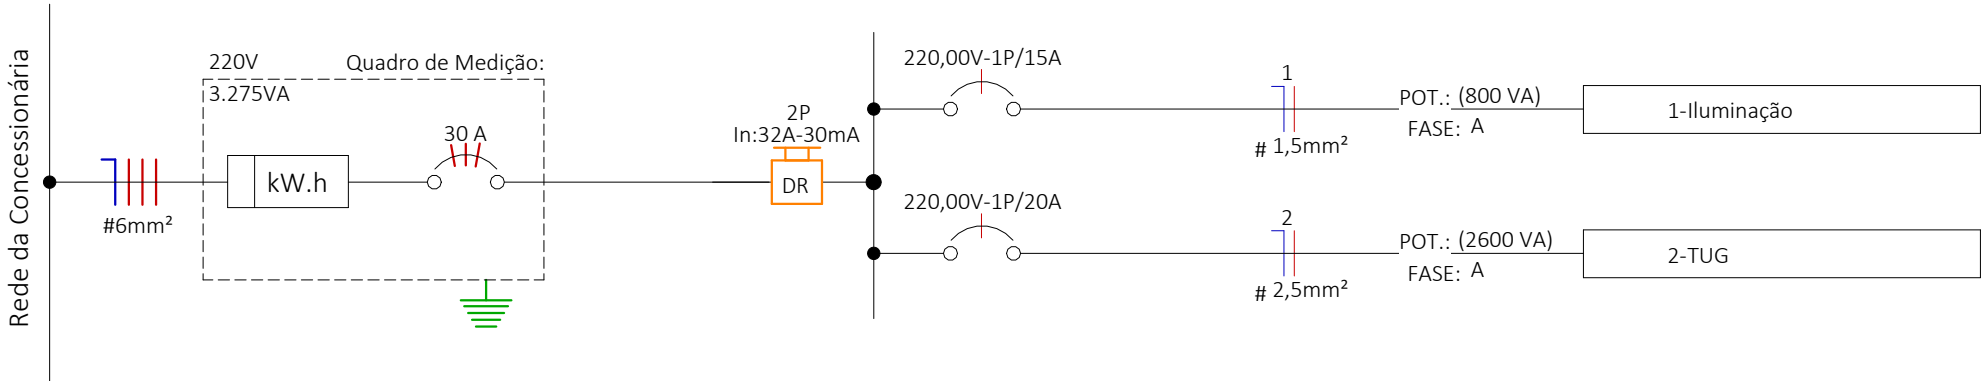 Rede da Concessionária
220V
Quadro de Medição:
3.275VA
#6mm²
kW.h
30 A
2P
In:32A-30mA
DR
220,00V-1P/15A
1
# 1,5mm²
POT.: (800 VA)
FASE: A
1-Iluminação
220,00V-1P/20A
2
# 2,5mm²
POT.: (2600 VA)
FASE: A
2-TUG